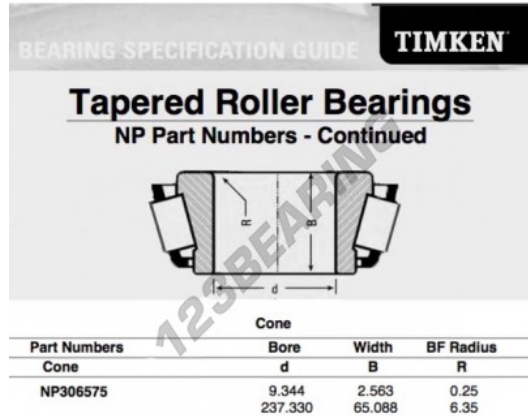 BEARING SPECIFICATION GUIDE
TIMKEN
Tapered Roller Bearings
NP Part Numbers - Continued
R
B
d
123BEARING
Cone
Part Numbers Bore Width BF Radius
Cone d B R
NP306575 9.344 2.563 0.25
237.330 65.088 6.35